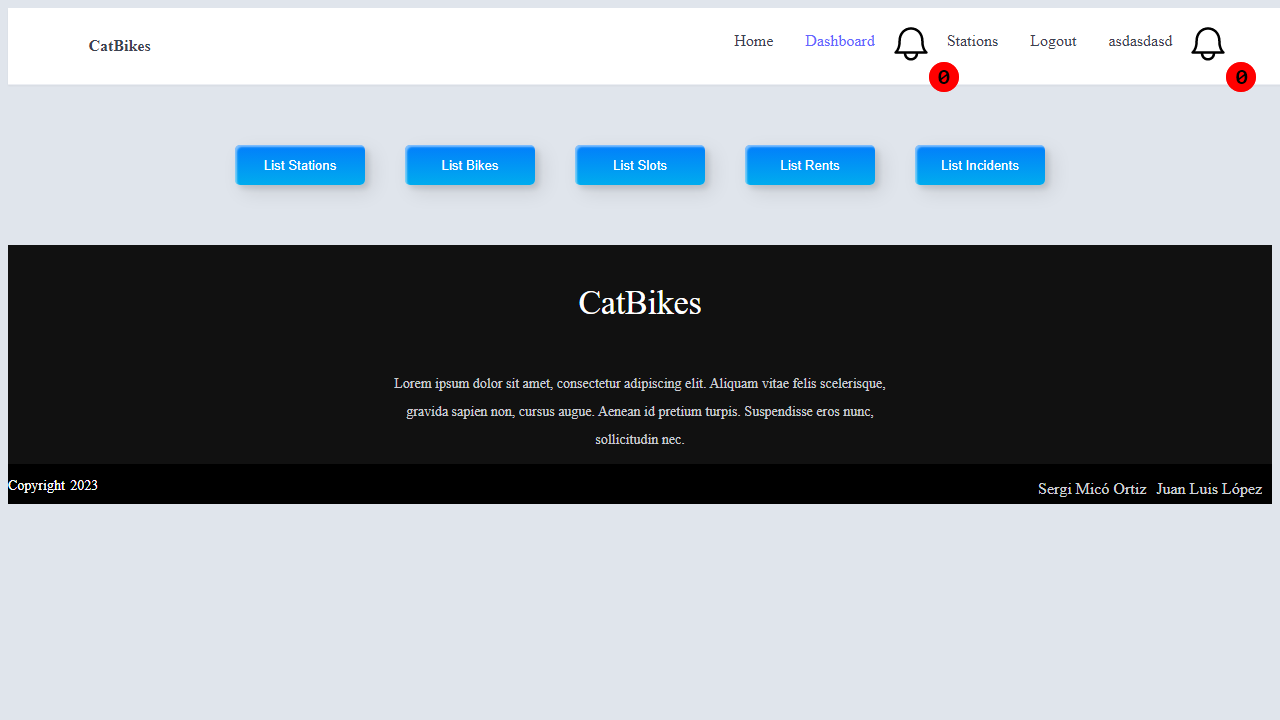 CatBikes
Home Dashboard 0 Stations Logout asdasdasd 0
List Stations List Bikes List Slots List Rents List Incidents
CatBikes
Lorem ipsum dolor sit amet, consectetur adipiscing elit. Aliquam vitae felis scelerisque,
gravida sapien non, cursus augue. Aenean id pretium turpis. Suspendisse eros nunc,
sollicitudin nec.
Copyright 2023
Sergi Micó Ortiz Juan Luis López